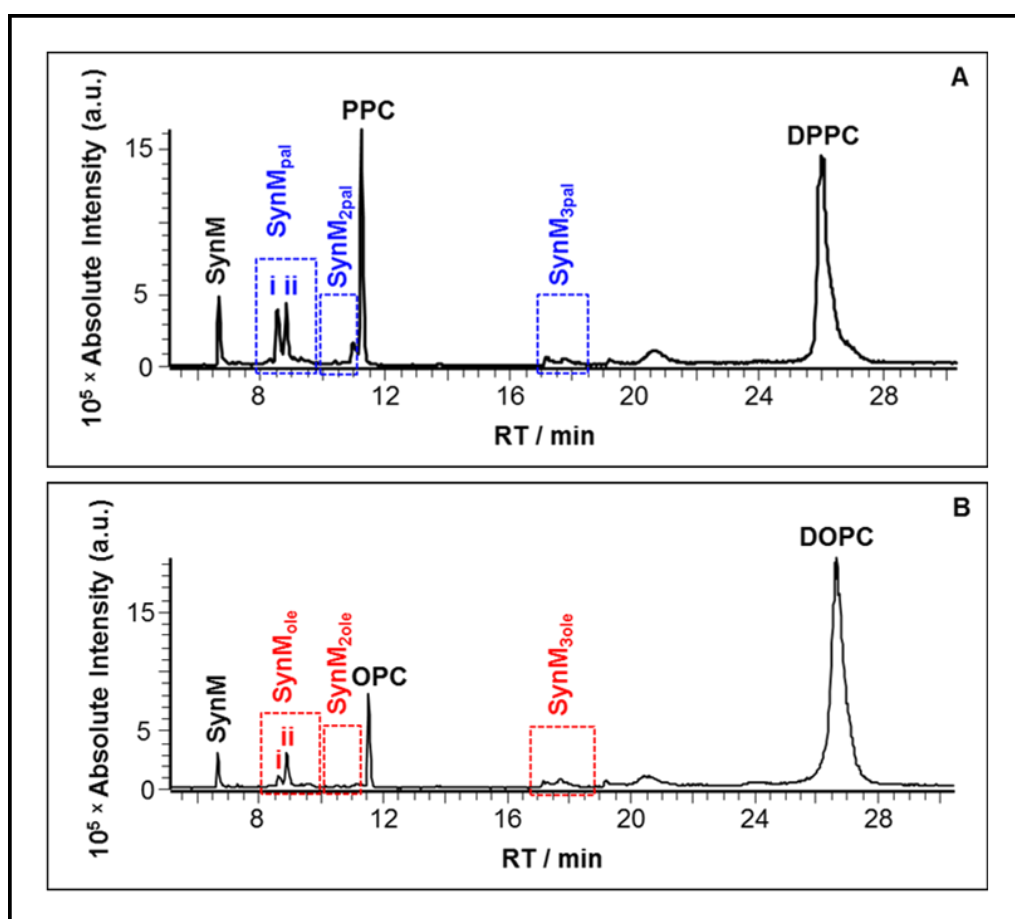 A
10⁵ × Absolute Intensity (a.u.)
15
5
0
SynM
SynMpal
i ii
SynM2pal
PPC
SynM3pal
DPPC
8 12 16 20 24 28
RT / min
B
10⁵ × Absolute Intensity (a.u.)
15
5
0
SynM
SynMole
i ii
SynM2ole
OPC
SynM3ole
DOPC
8 12 16 20 24 28
RT / min